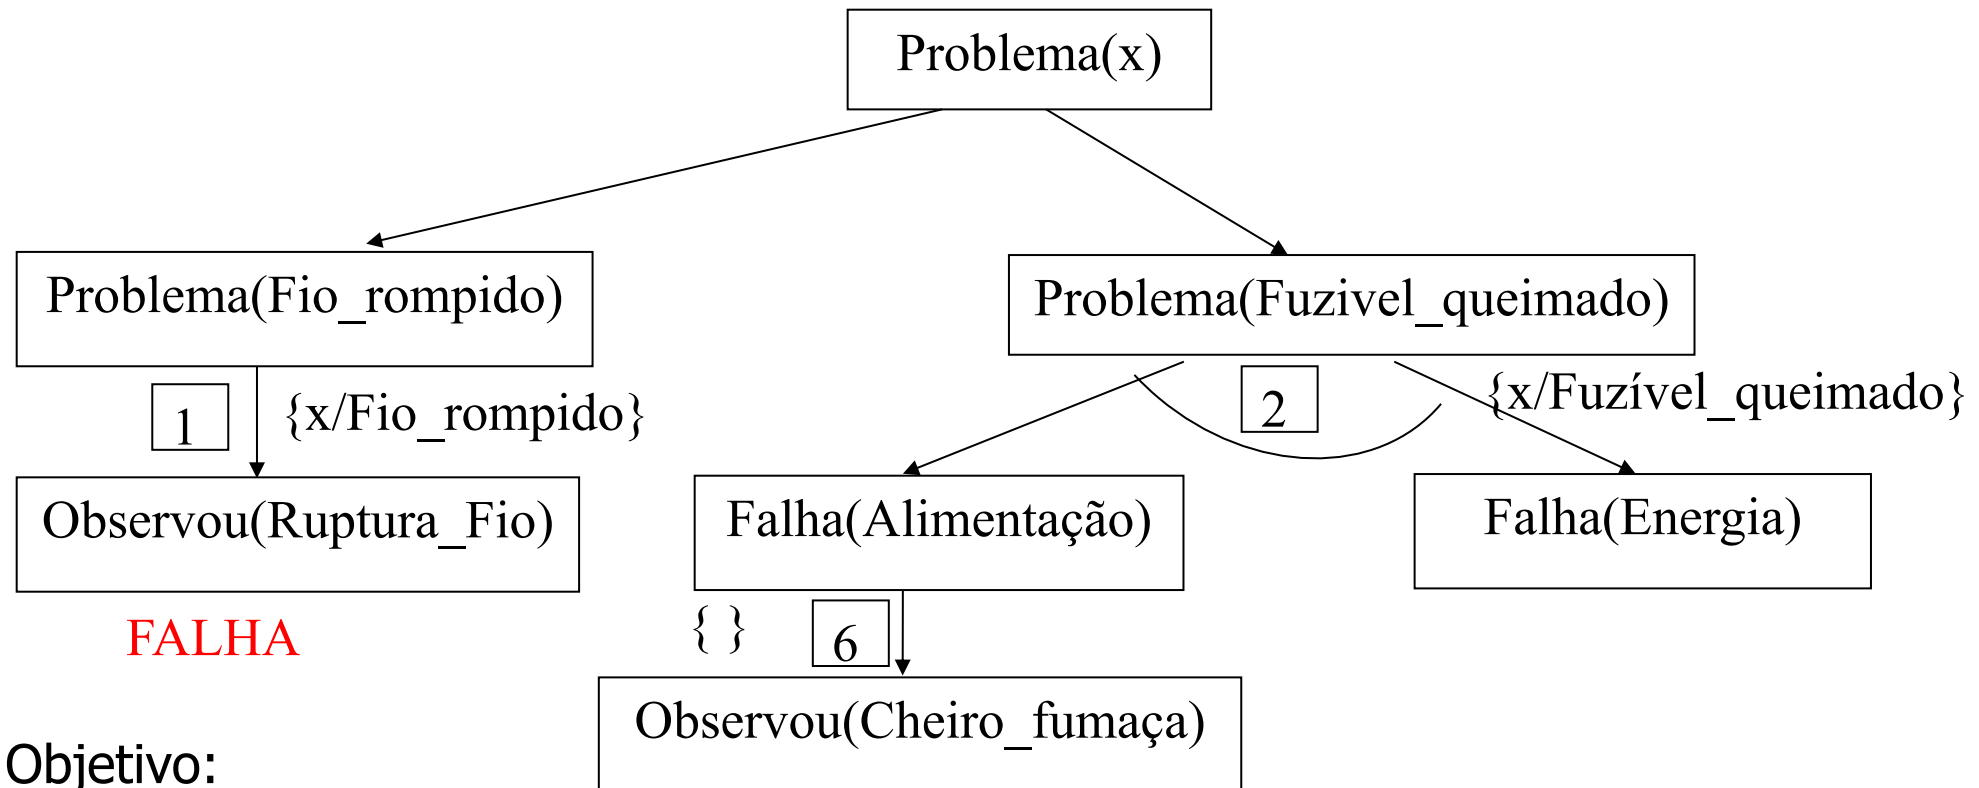 Problema(x)
Problema(Fio_rompido)
Problema(Fuzivel_queimado)
1
{x/Fio_rompido}
2
{x/Fuzível_queimado}
Observou(Ruptura_Fio)
Falha(Alimentação)
Falha(Energia)
FALHA
{ }
6
Observou(Cheiro_fumaça)
Objetivo: